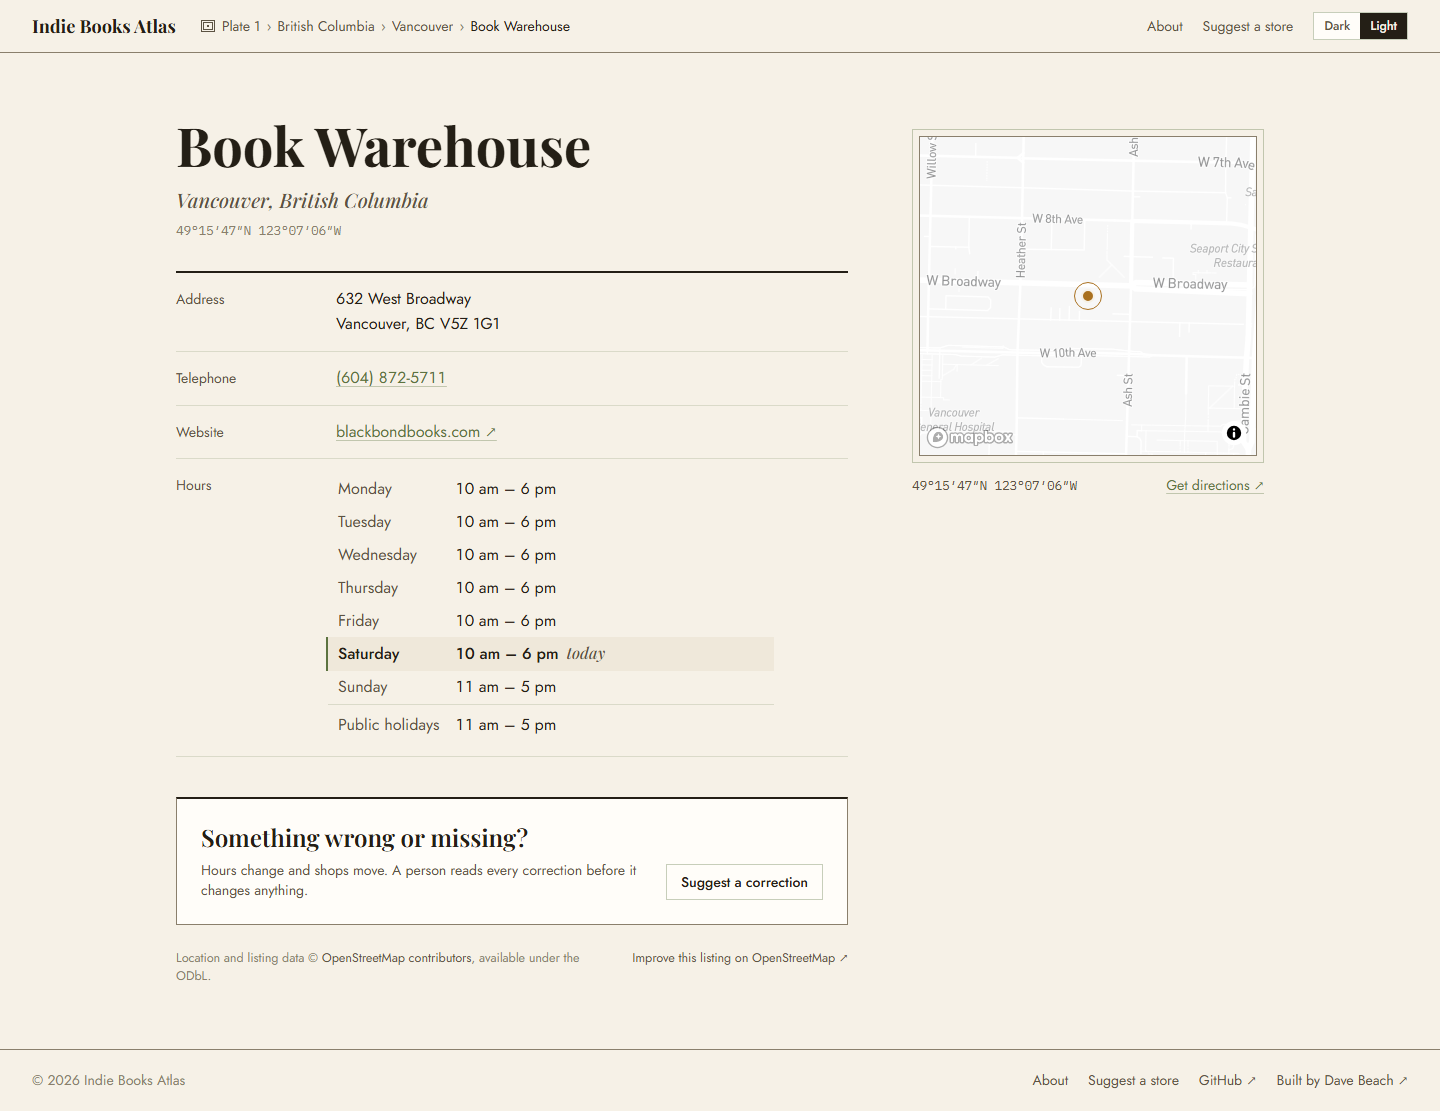 Indie Books Atlas
Plate 1 › British Columbia › Vancouver › Book Warehouse
About
Suggest a store
Dark
Light
Book Warehouse
Vancouver, British Columbia
49°15′47″N 123°07′06″W
Address
632 West Broadway
Vancouver, BC V5Z 1G1
Telephone
(604) 872-5711
Website
blackbondbooks.com ↗
Hours
Monday 10 am – 6 pm
Tuesday 10 am – 6 pm
Wednesday 10 am – 6 pm
Thursday 10 am – 6 pm
Friday 10 am – 6 pm
Saturday 10 am – 6 pm today
Sunday 11 am – 5 pm
Public holidays 11 am – 5 pm
Something wrong or missing?
Hours change and shops move. A person reads every correction before it
changes anything.
Suggest a correction
Location and listing data © OpenStreetMap contributors, available under the
ODbL.
Improve this listing on OpenStreetMap ↗
Willow S
Ash
W 7th Ave
W 8th Ave
Heather St
Seaport City S
Restaura
W Broadway
W Broadway
W 10th Ave
Ash St
Cambie St
Vancouver
eneral Hospital
mapbox
49°15′47″N 123°07′06″W
Get directions ↗
© 2026 Indie Books Atlas
About
Suggest a store
GitHub ↗
Built by Dave Beach ↗